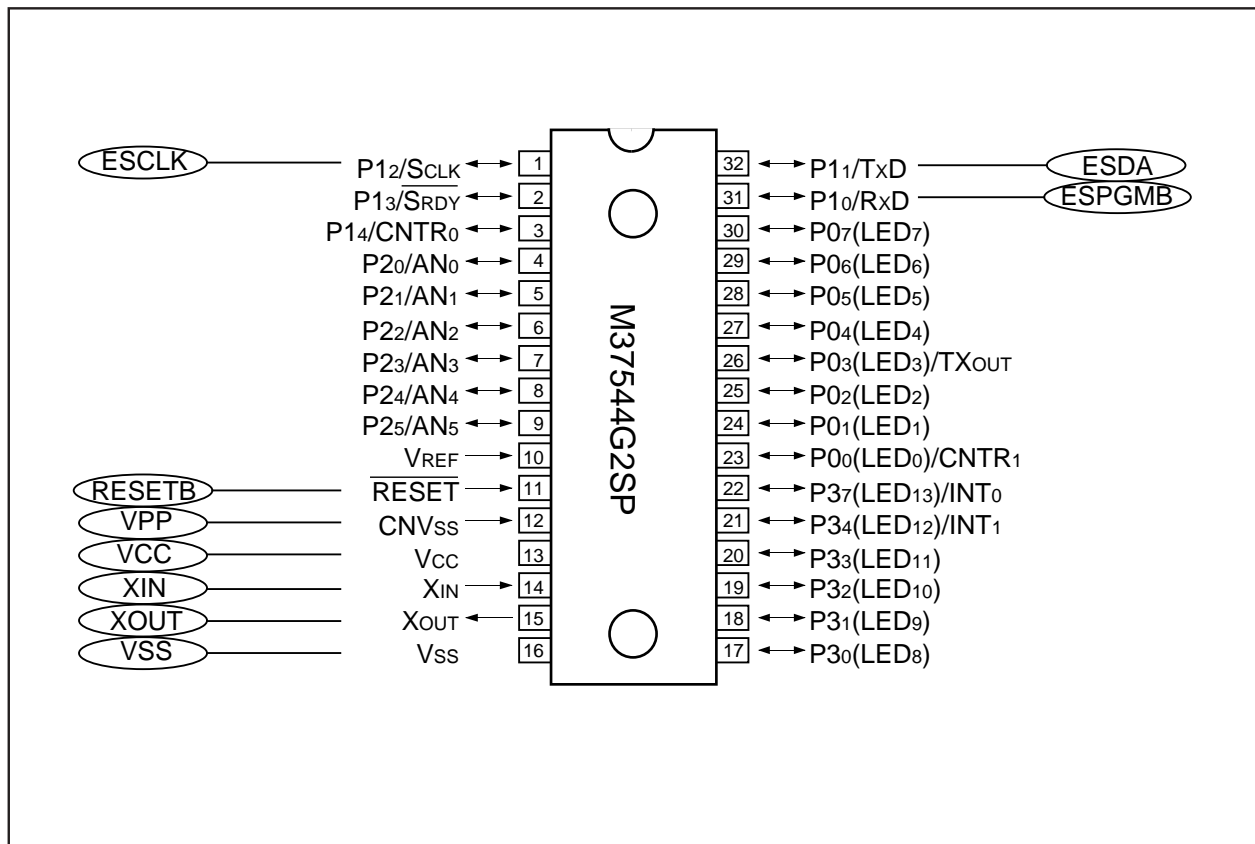 ESCLK P12/SCLK 1 32 P11/TXD ESDA
P13/SRDY 2 31 P10/RXD ESPGMB
P14/CNTR0 3 30 P07(LED7)
P20/AN0 4 29 P06(LED6)
P21/AN1 5 28 P05(LED5)
P22/AN2 6 27 P04(LED4)
P23/AN3 7 26 P03(LED3)/TXOUT
P24/AN4 8 25 P02(LED2)
P25/AN5 9 24 P01(LED1)
VREF 10 23 P00(LED0)/CNTR1
RESETB RESET 11 22 P37(LED13)/INT0
VPP CNVSS 12 21 P34(LED12)/INT1
VCC VCC 13 20 P33(LED11)
XIN XIN 14 19 P32(LED10)
XOUT XOUT 15 18 P31(LED9)
VSS VSS 16 17 P30(LED8)
M37544G2SP